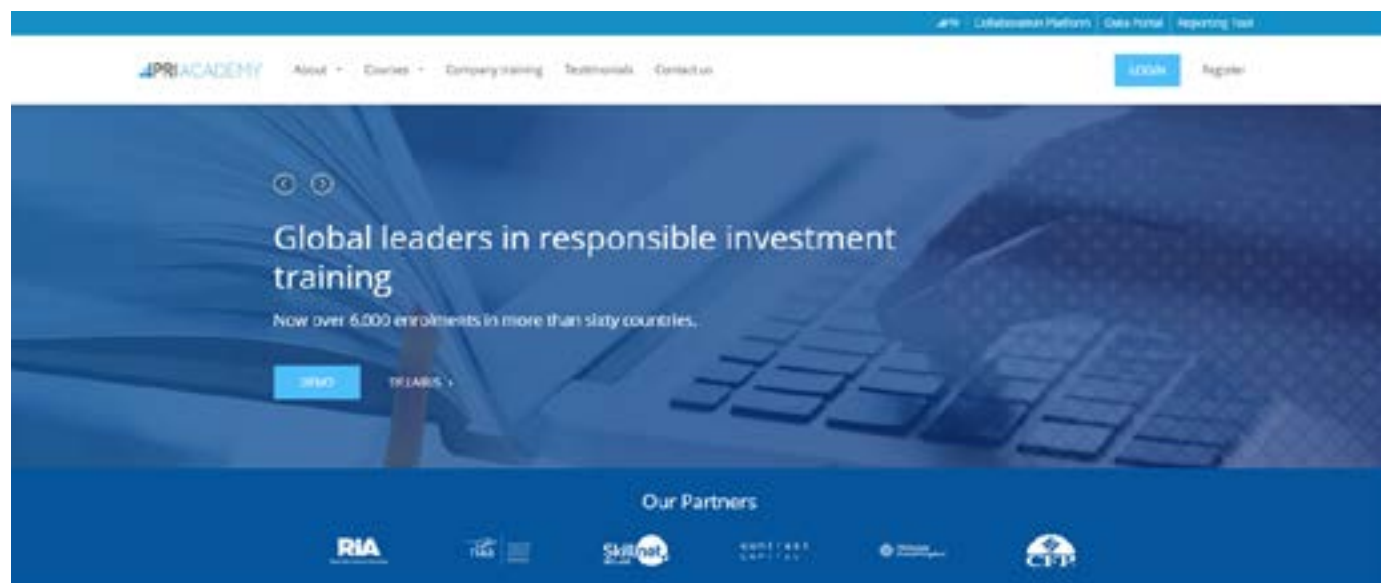 PRI Collaboration Platform Data Portal Reporting Tool
PRI ACADEMY About Courses Company training Testimonials Contact us LOGIN Register
Global leaders in responsible investment
training
Now over 6,000 enrolments in more than sixty countries.
DEMO SYLLABUS
Our Partners
RIA Skillnet CFP